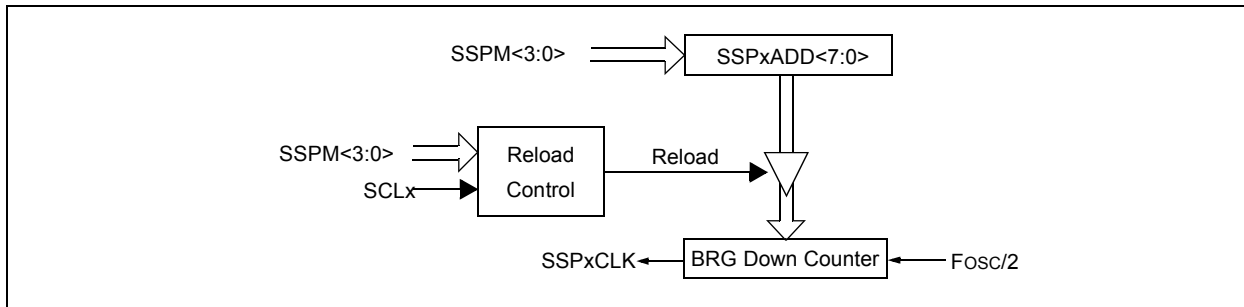 SSPM<3:0>
SSPxADD<7:0>
SSPM<3:0>
Reload
Control
Reload
SCLx
SSPxCLK
BRG Down Counter
FOSC/2